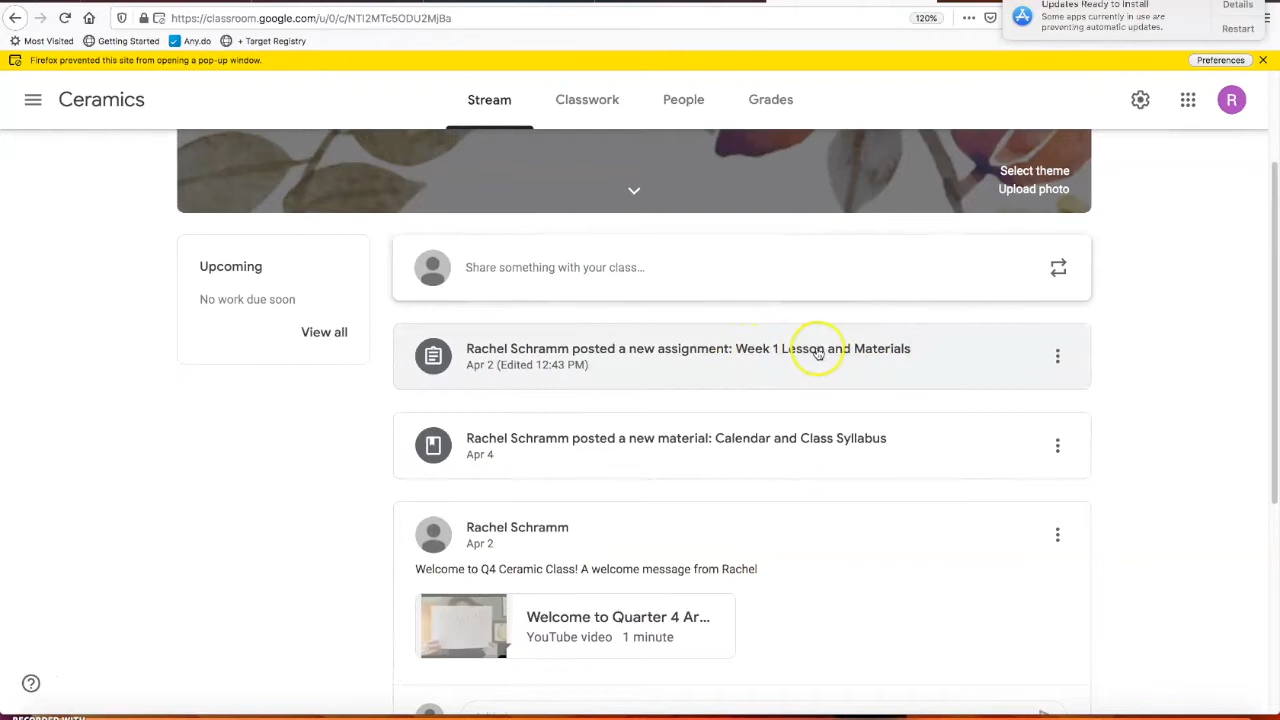 https://classroom.google.com/u/0/c/NTI2MTc5ODU2MjBa
120%
Updates Ready to Install
Some apps currently in use are
preventing automatic updates.
Details
Restart
Most Visited
Getting Started
Any.do
+ Target Registry
Firefox prevented this site from opening a pop-up window.
Preferences
Ceramics
Stream
Classwork
People
Grades
R
Select theme
Upload photo
Upcoming
No work due soon
View all
Share something with your class...
Rachel Schramm posted a new assignment: Week 1 Lesson and Materials
Apr 2 (Edited 12:43 PM)
Rachel Schramm posted a new material: Calendar and Class Syllabus
Apr 4
Rachel Schramm
Apr 2
Welcome to Q4 Ceramic Class! A welcome message from Rachel
Welcome to Quarter 4 Ar...
YouTube video 1 minute
RECORDED WITH